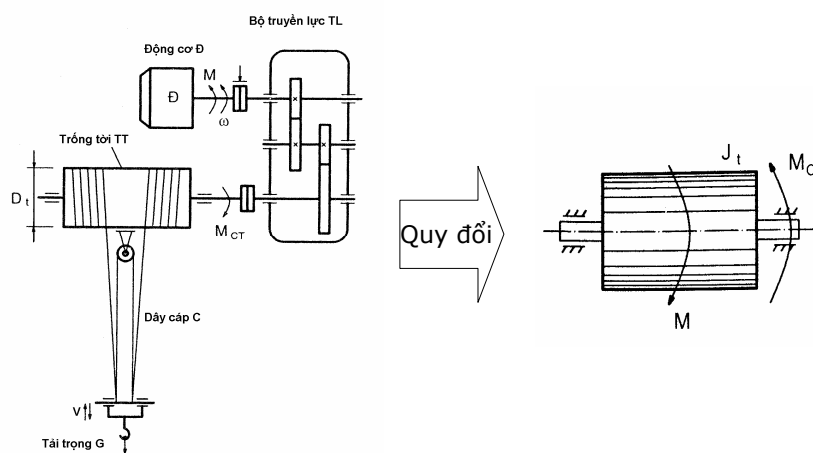 Bộ truyền lực TL
Động cơ Đ
M
Đ
ω
Trống tời TT
D t
M CT
Dây cáp C
V
Tải trọng G
Quy đổi
J t
M C
M